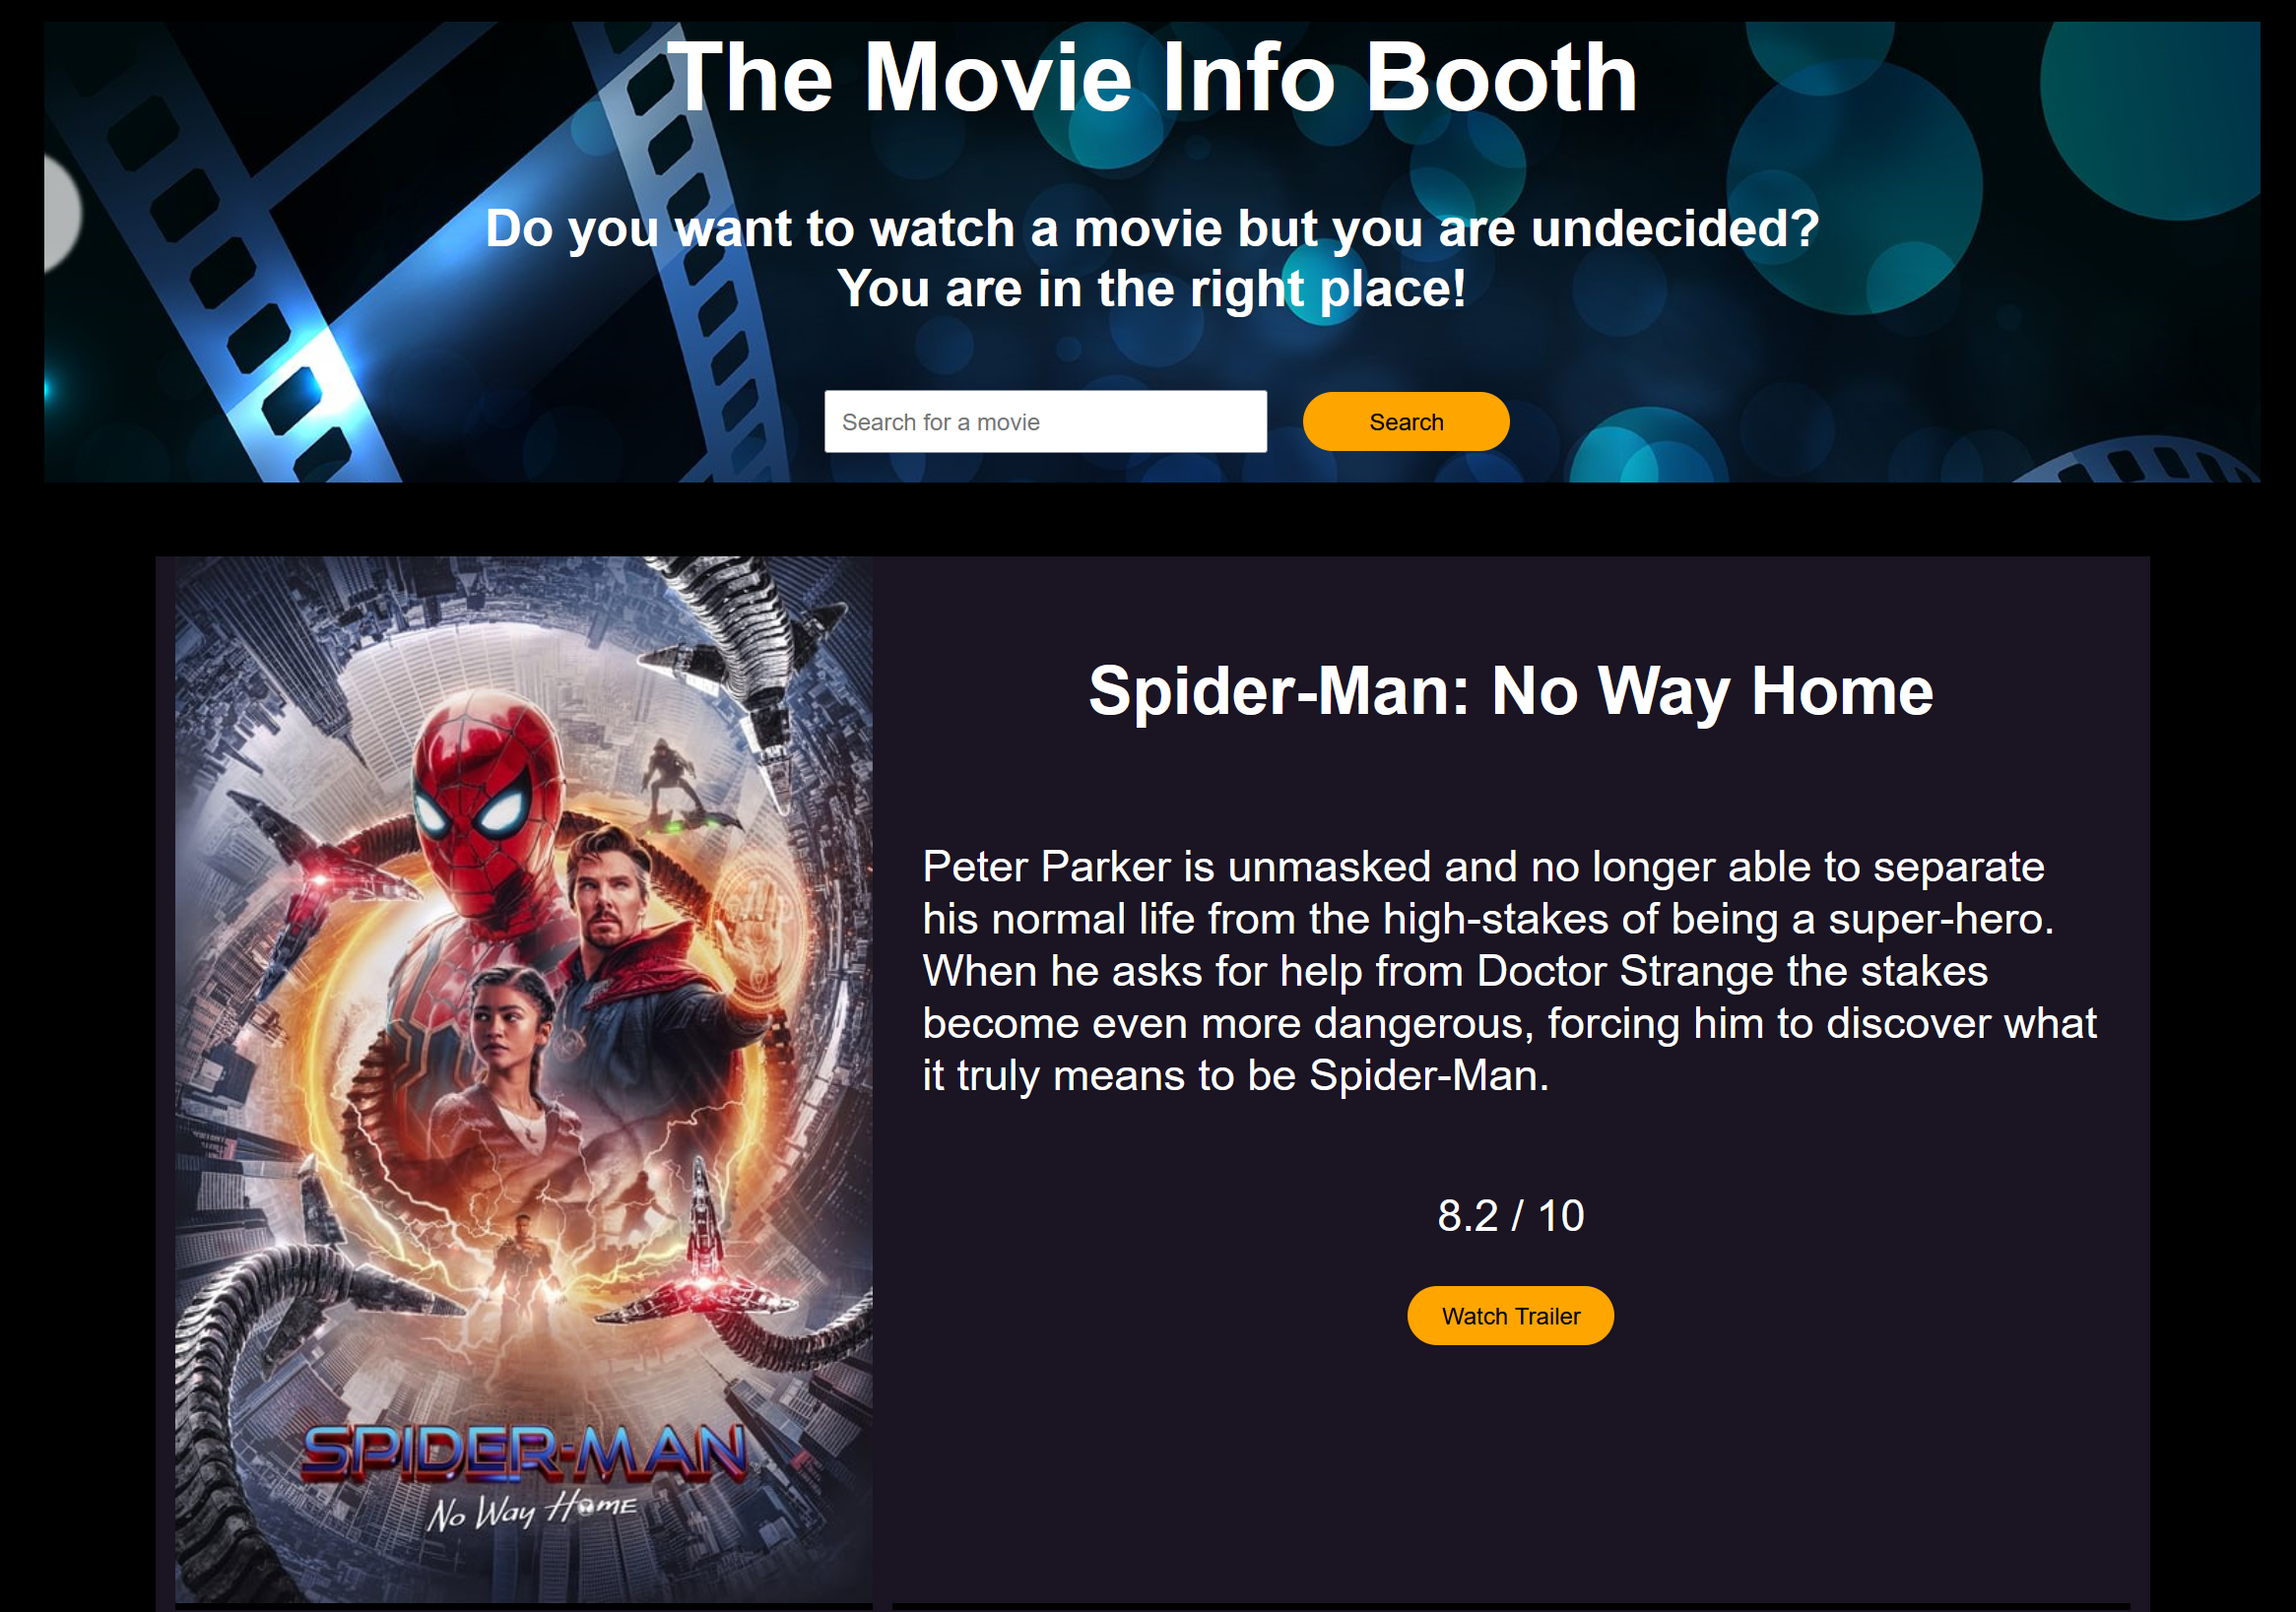 The Movie Info Booth
Do you want to watch a movie but you are undecided?
You are in the right place!
Search for a movie
Search
Spider-Man: No Way Home
Peter Parker is unmasked and no longer able to separate
his normal life from the high-stakes of being a super-hero.
When he asks for help from Doctor Strange the stakes
become even more dangerous, forcing him to discover what
it truly means to be Spider-Man.
8.2 / 10
Watch Trailer
SPIDER-MAN
No Way Home